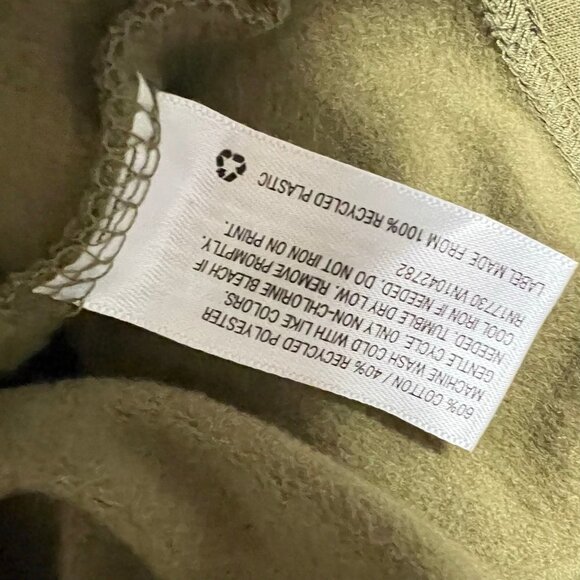 60% COTTON / 40% RECYCLED POLYESTER
MACHINE WASH COLD WITH LIKE COLORS.
GENTLE CYCLE. ONLY NON-CHLORINE BLEACH IF
NEEDED. TUMBLE DRY LOW. REMOVE PROMPTLY.
COOL IRON IF NEEDED. DO NOT IRON ON PRINT.
RN17730 VN1042782
LABEL MADE FROM 100% RECYCLED PLASTIC